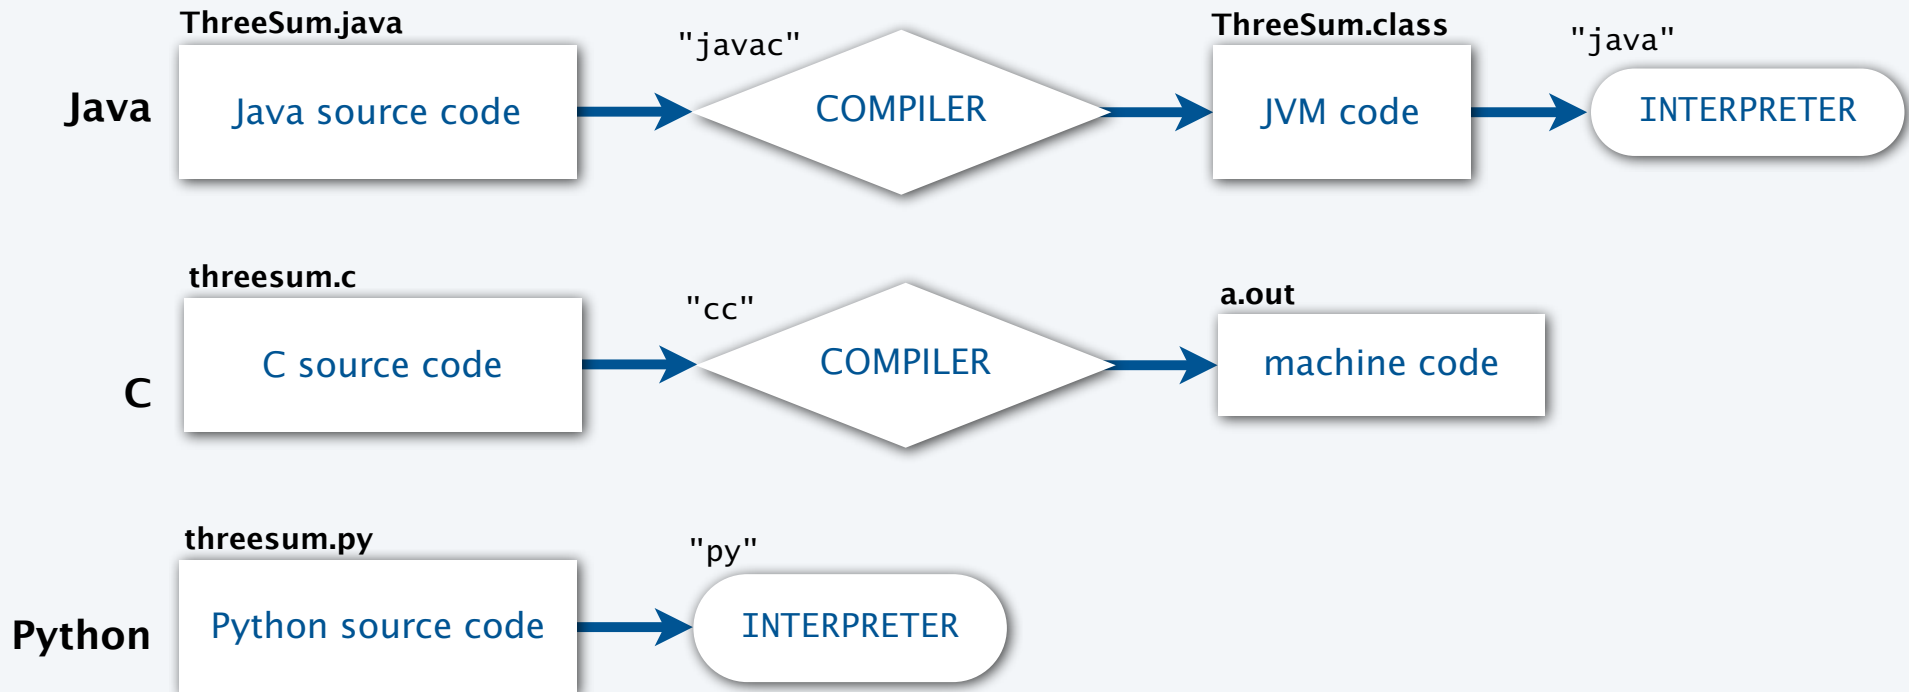 ThreeSum.java
"javac"
ThreeSum.class
"java"
Java
Java source code
COMPILER
JVM code
INTERPRETER
threesum.c
"cc"
a.out
C
C source code
COMPILER
machine code
threesum.py
"py"
Python
Python source code
INTERPRETER